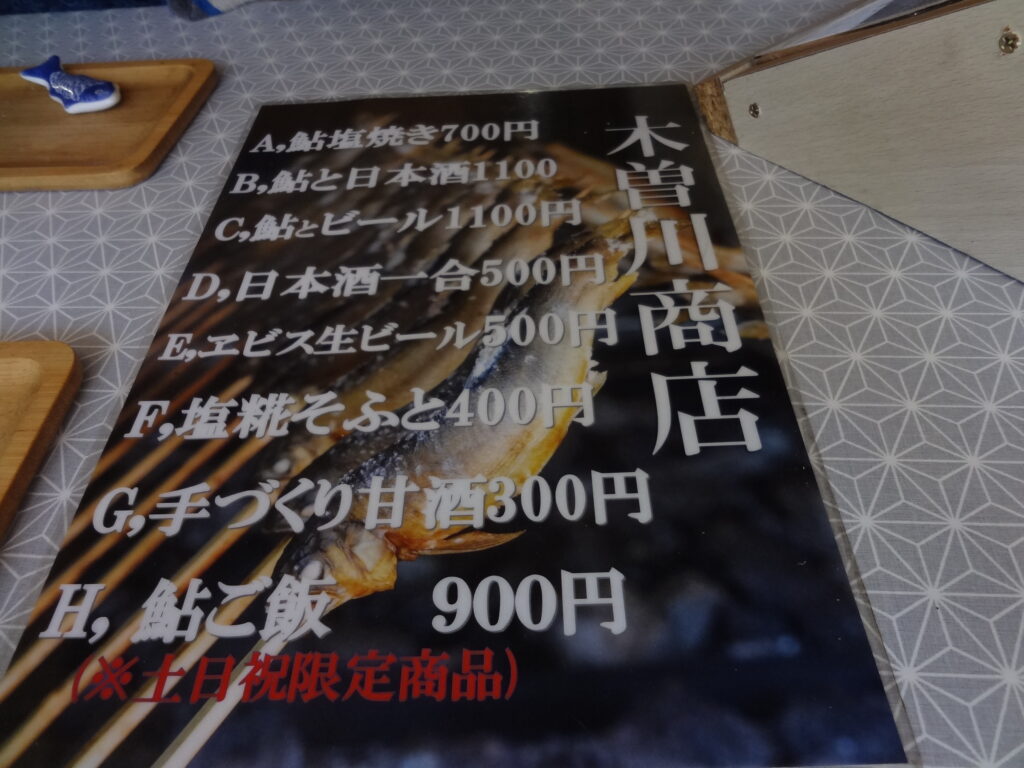 木曽川商店
A,鮎塩焼き700円
B,鮎と日本酒1100
C,鮎とビール1100円
D,日本酒一合500円
E,ヱビス生ビール500円
F,塩糀そふと400円
G,手づくり甘酒300円
H, 鮎ご飯　900円
(※土日祝限定商品)